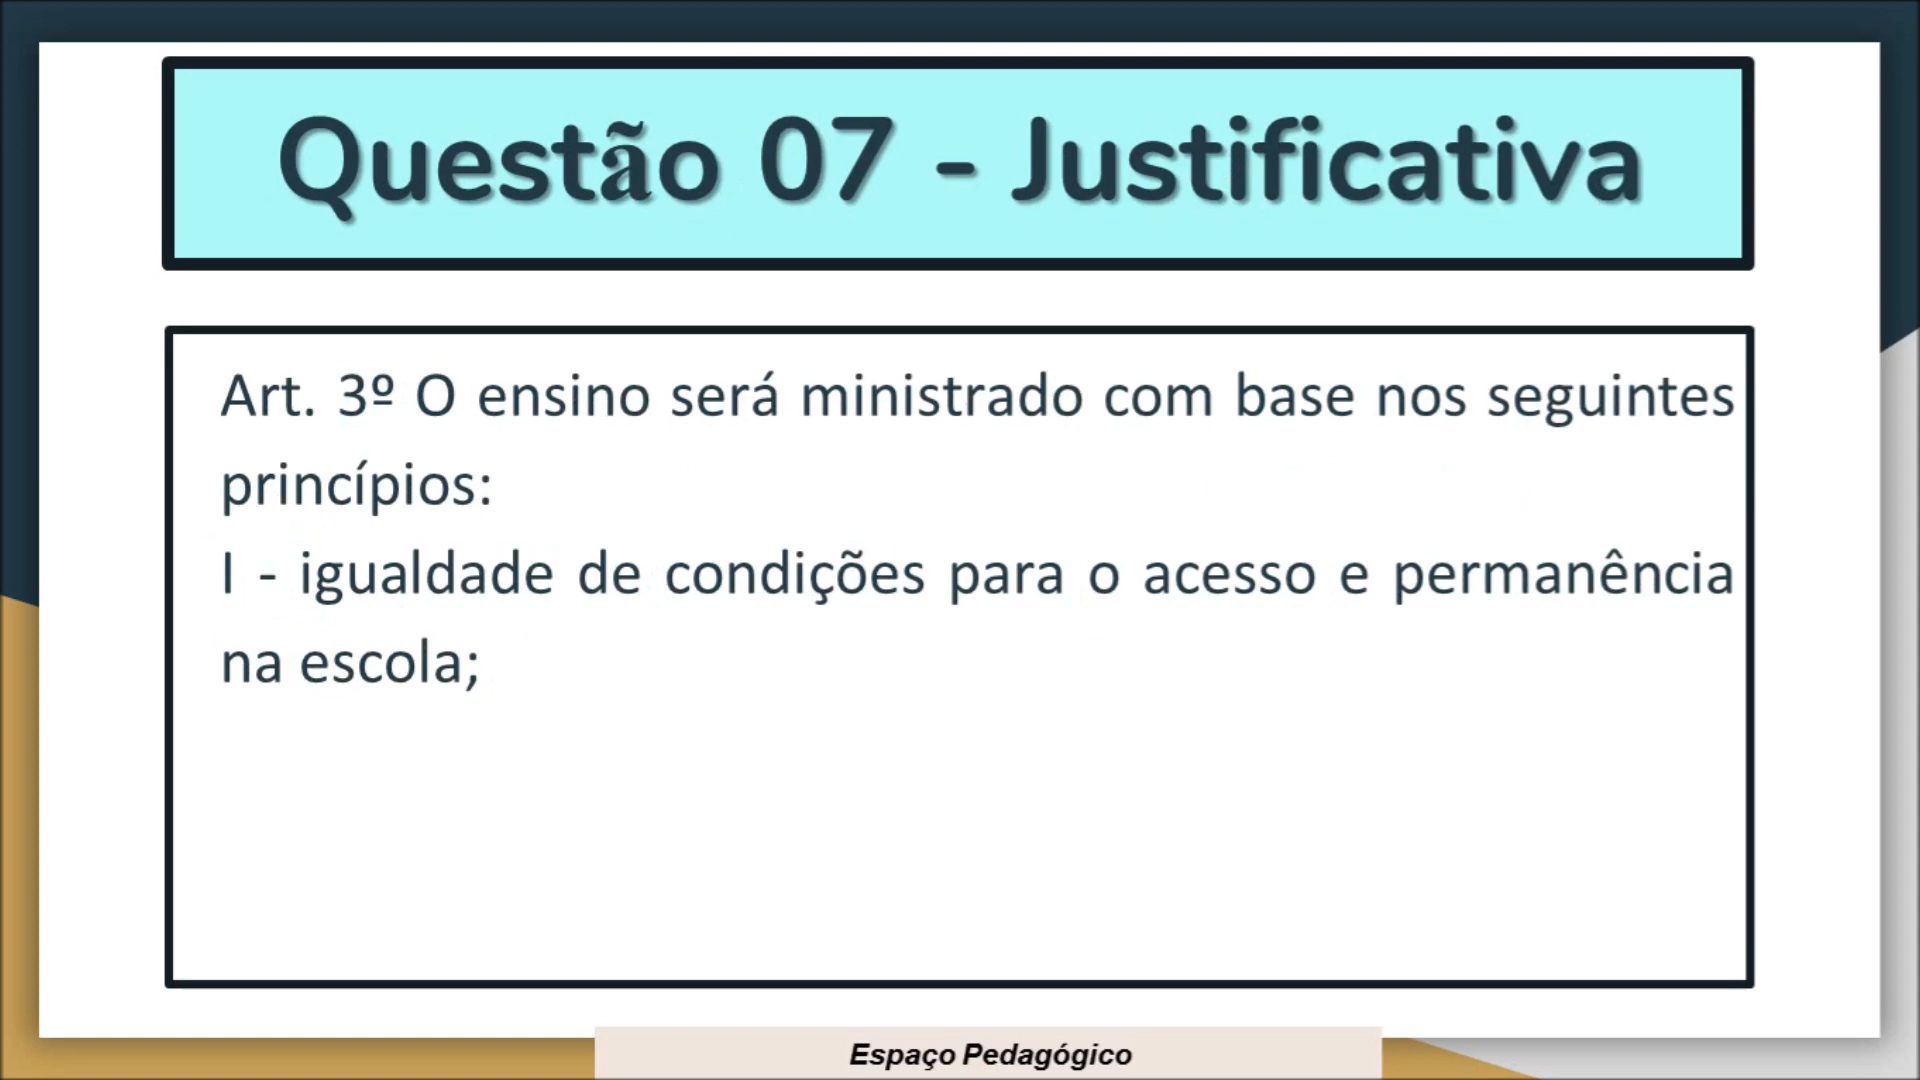 Questão 07 - Justificativa
Art. 3º O ensino será ministrado com base nos seguintes
princípios:
I - igualdade de condições para o acesso e permanência
na escola;
Espaço Pedagógico